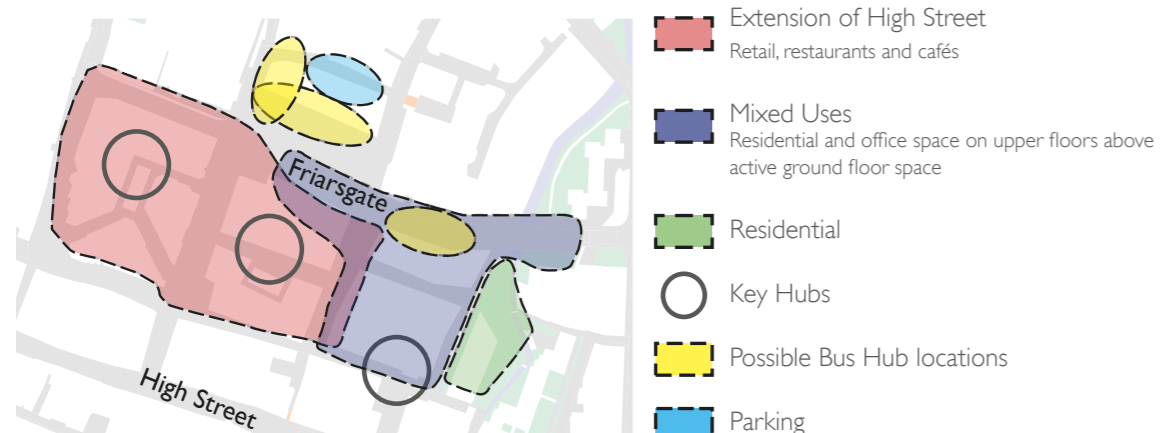 Friarsgate
High Street
Extension of High Street
Retail, restaurants and cafés
Mixed Uses
Residential and office space on upper floors above
active ground floor space
Residential
Key Hubs
Possible Bus Hub locations
Parking